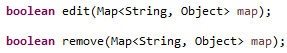 boolean edit(Map<String, Object> map);
boolean remove(Map<String, Object> map);